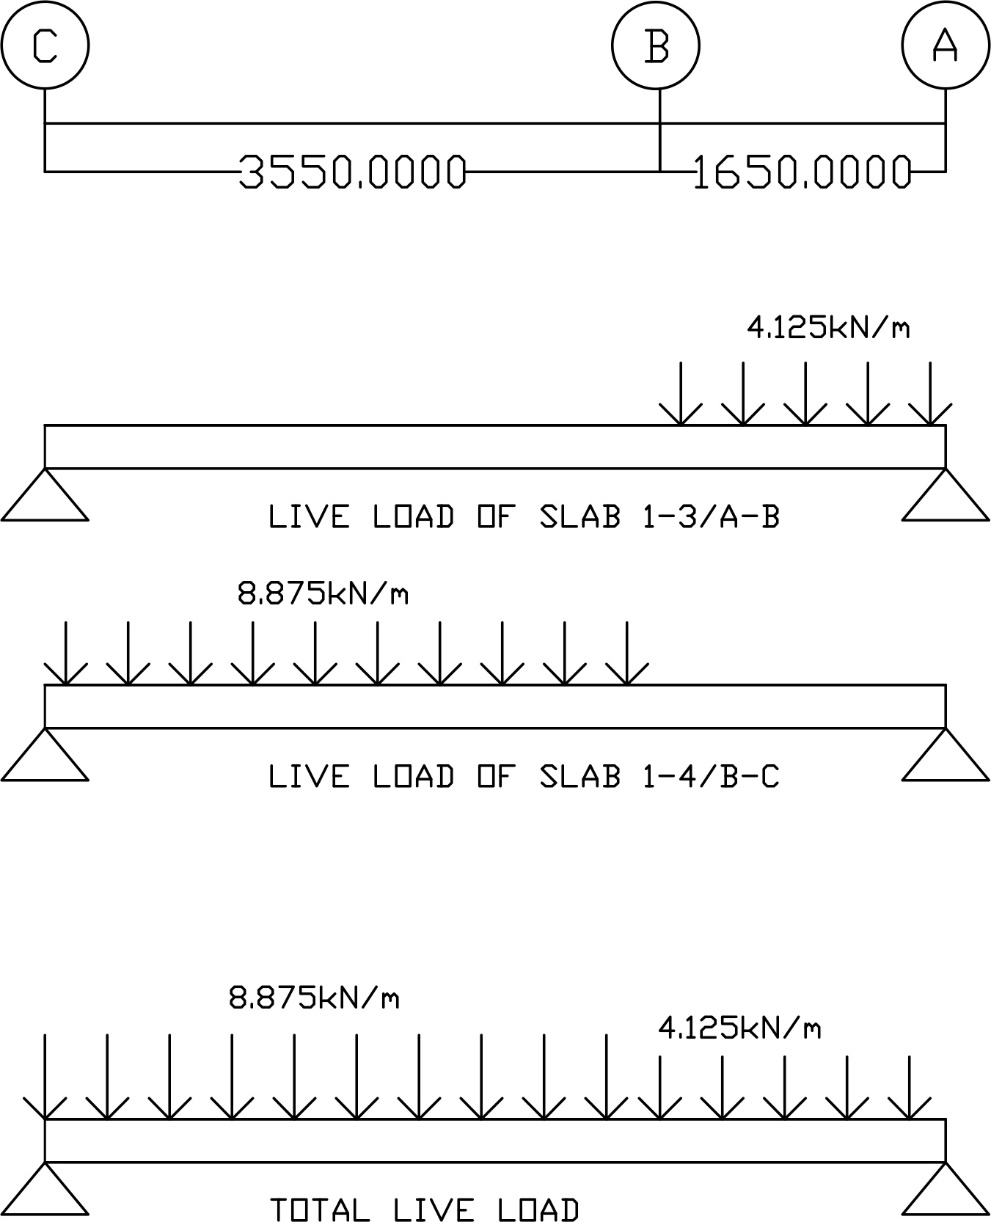 C B A
3550.0000 1650.0000
4.125kN/m
LIVE LOAD OF SLAB 1-3/A-B
8.875kN/m
LIVE LOAD OF SLAB 1-4/B-C
8.875kN/m
4.125kN/m
TOTAL LIVE LOAD